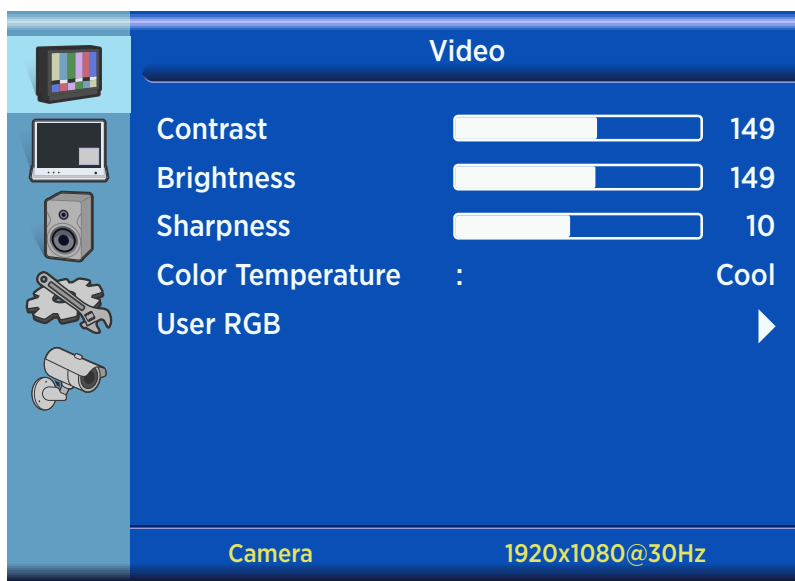 Video
Contrast 149
Brightness 149
Sharpness 10
Color Temperature : Cool
User RGB
Camera 1920x1080@30Hz